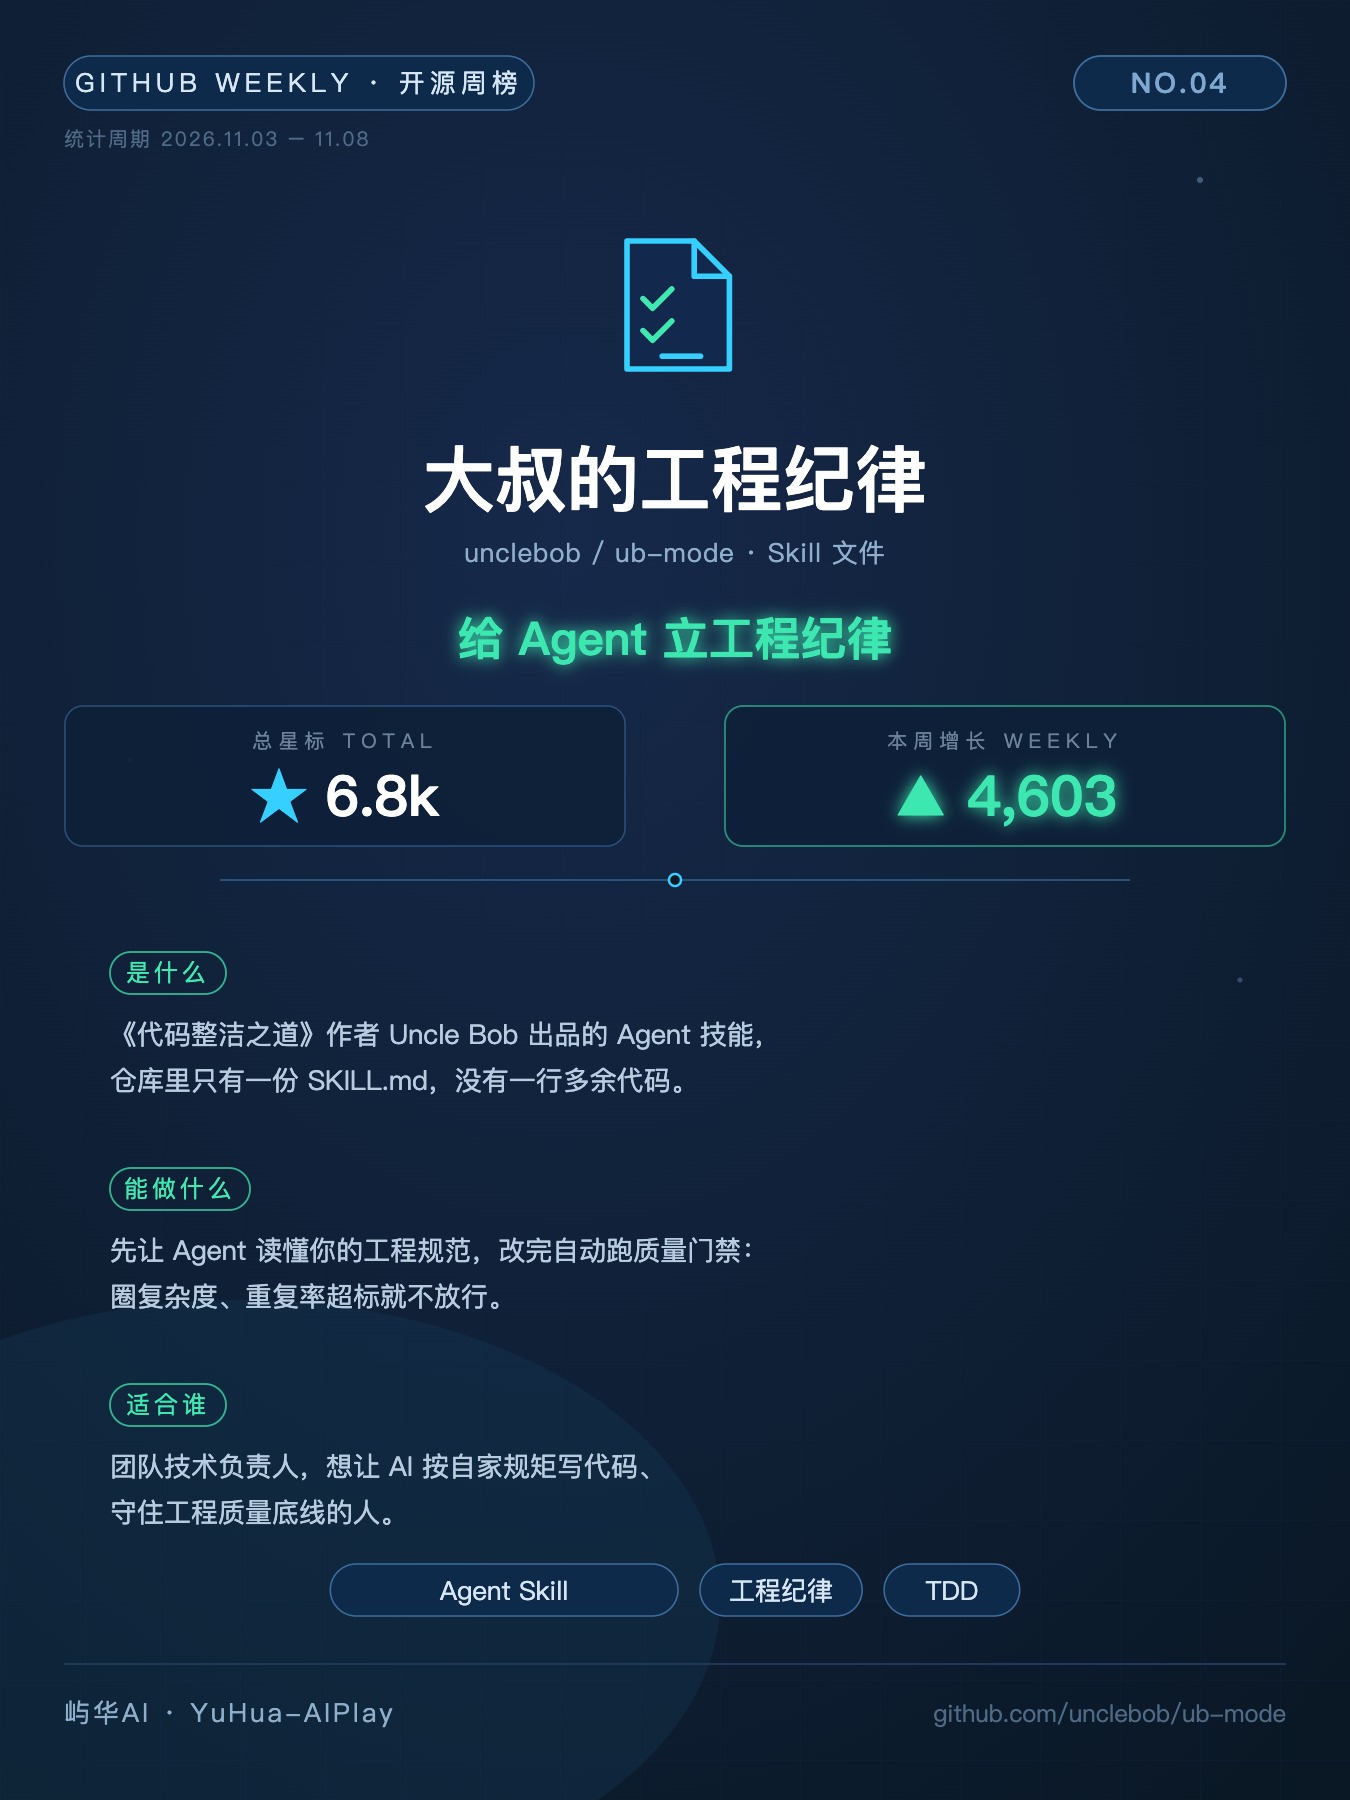 GITHUB WEEKLY · 开源周榜
NO.04
统计周期 2026.11.03 — 11.08
大叔的工程纪律
unclebob / ub-mode · Skill 文件
给 Agent 立工程纪律
总星标 TOTAL
★ 6.8k
本周增长 WEEKLY
▲ 4,603
是什么
《代码整洁之道》作者 Uncle Bob 出品的 Agent 技能，
仓库里只有一份 SKILL.md，没有一行多余代码。
能做什么
先让 Agent 读懂你的工程规范，改完自动跑质量门禁：
圈复杂度、重复率超标就不放行。
适合谁
团队技术负责人，想让 AI 按自家规矩写代码、
守住工程质量底线的人。
Agent Skill
工程纪律
TDD
屿华AI · YuHua-AIPlay
github.com/unclebob/ub-mode